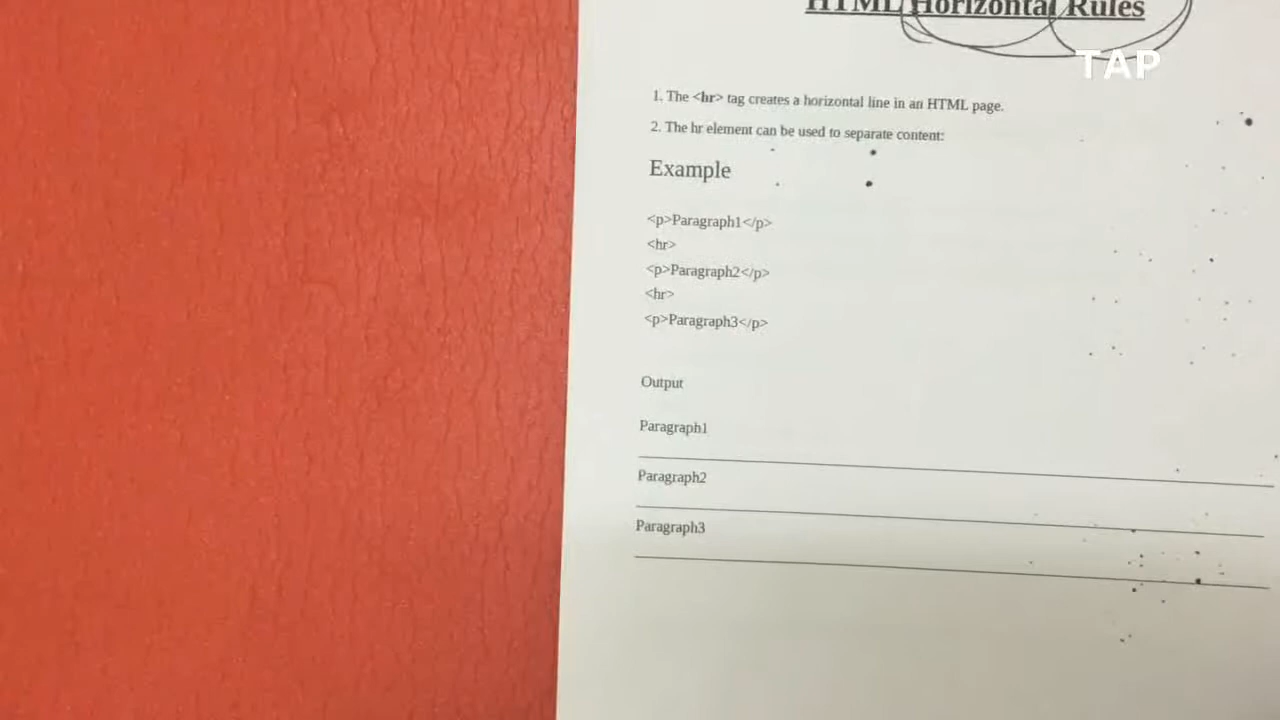 HTML Horizontal Rules
TAP
1. The <hr> tag creates a horizontal line in an HTML page.
2. The hr element can be used to separate content:
Example
<p>Paragraph1</p>
<hr>
<p>Paragraph2</p>
<hr>
<p>Paragraph3</p>
Output
Paragraph1
Paragraph2
Paragraph3